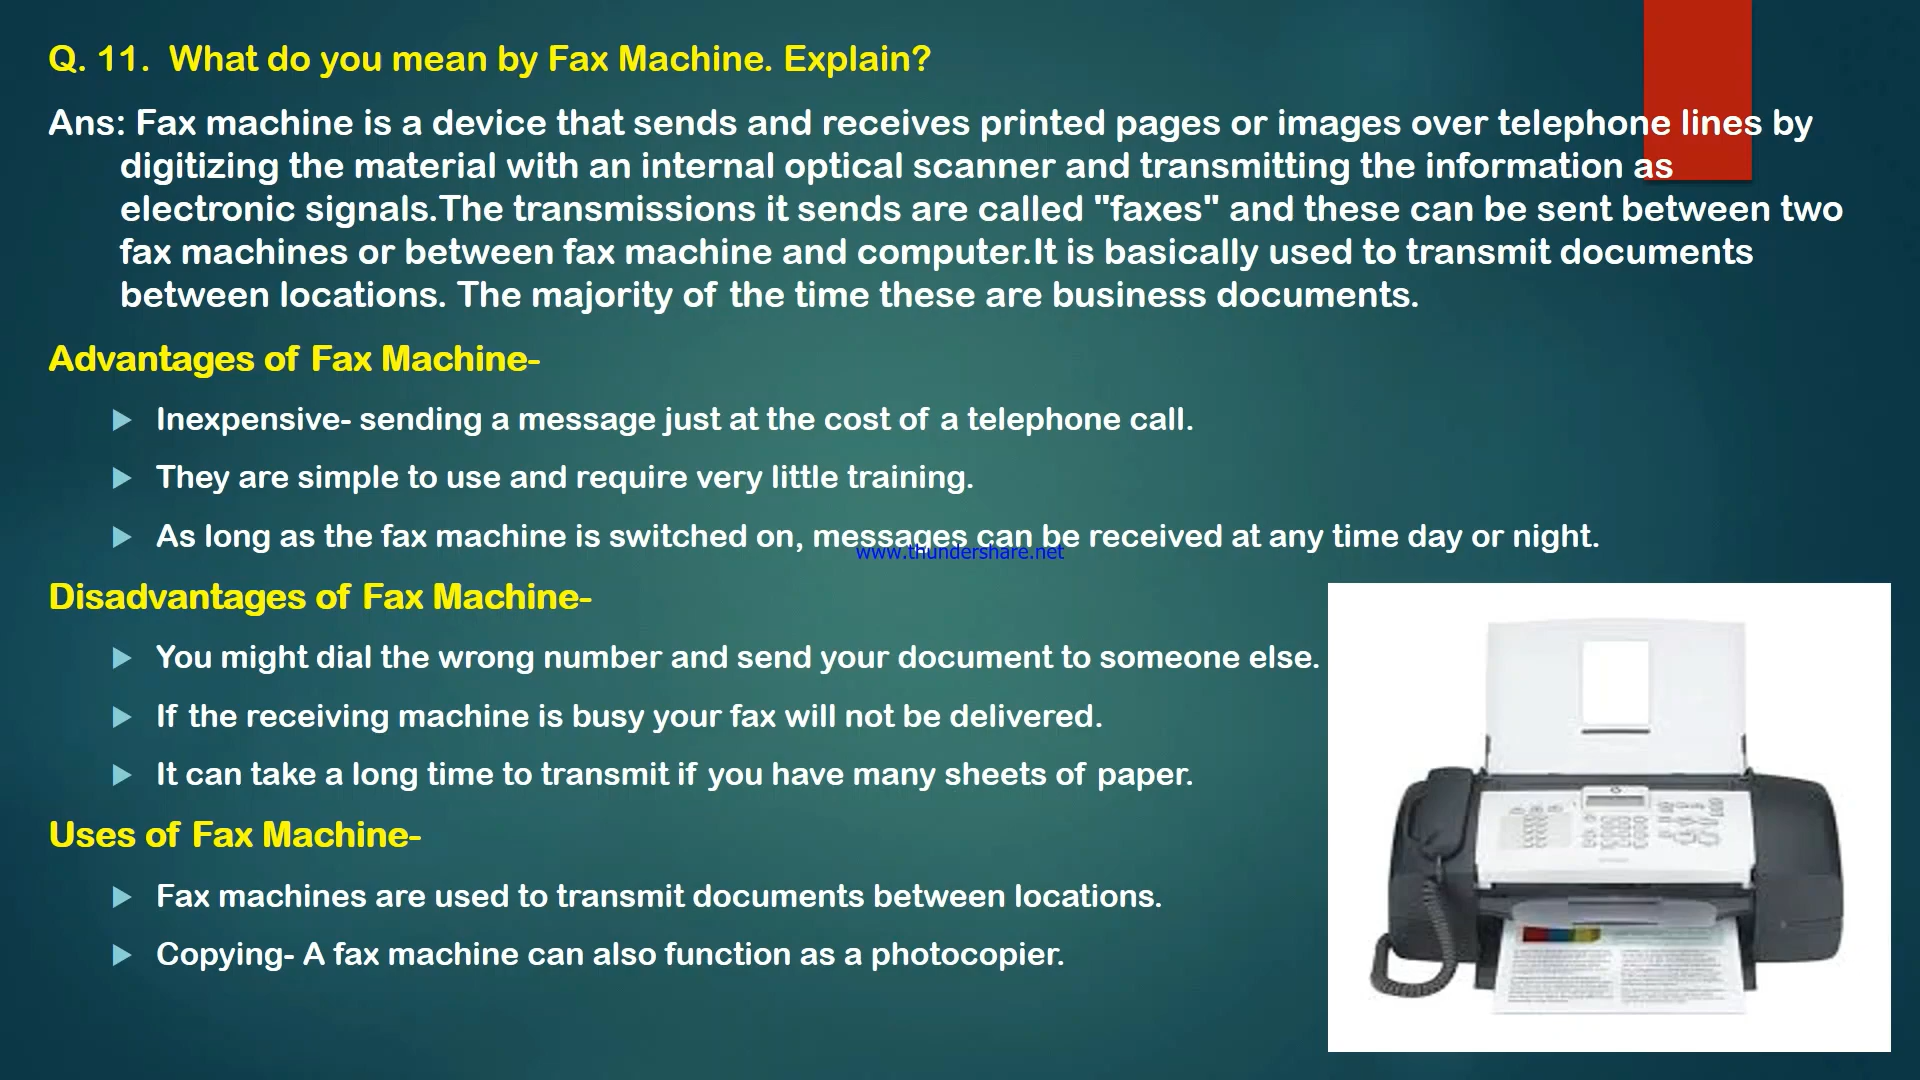 Q. 11.  What do you mean by Fax Machine. Explain?
Ans: Fax machine is a device that sends and receives printed pages or images over telephone lines by
digitizing the material with an internal optical scanner and transmitting the information as
electronic signals.The transmissions it sends are called "faxes" and these can be sent between two
fax machines or between fax machine and computer.It is basically used to transmit documents
between locations. The majority of the time these are business documents.
Advantages of Fax Machine-
Inexpensive- sending a message just at the cost of a telephone call.
They are simple to use and require very little training.
As long as the fax machine is switched on, messages can be received at any time day or night.
www.thundershare.net
Disadvantages of Fax Machine-
You might dial the wrong number and send your document to someone else.
If the receiving machine is busy your fax will not be delivered.
It can take a long time to transmit if you have many sheets of paper.
Uses of Fax Machine-
Fax machines are used to transmit documents between locations.
Copying- A fax machine can also function as a photocopier.